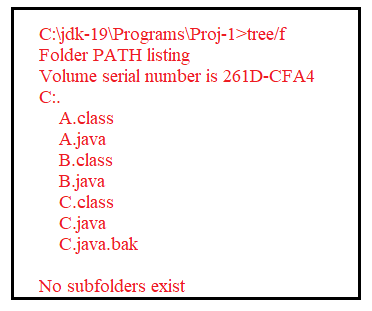 C:\jdk-19\Programs\Proj-1>tree/f
Folder PATH listing
Volume serial number is 261D-CFA4
C:.
A.class
A.java
B.class
B.java
C.class
C.java
C.java.bak
No subfolders exist